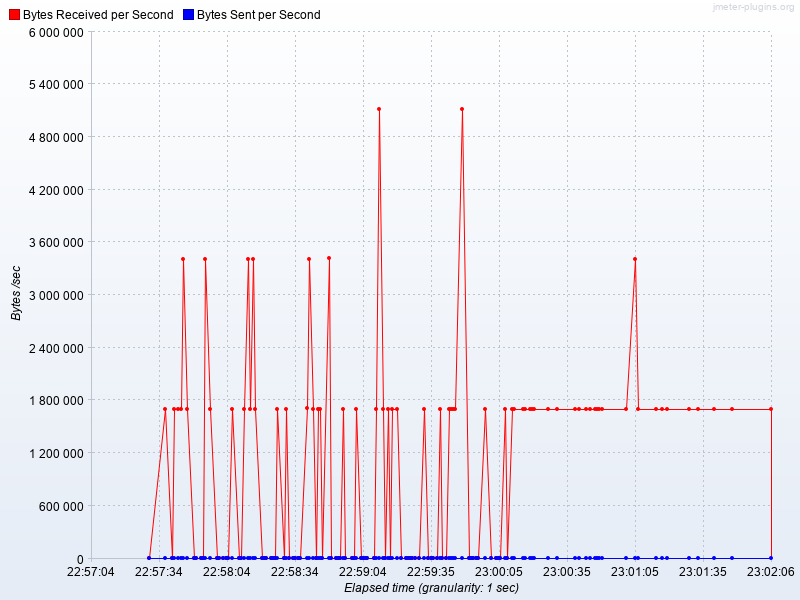 jmeter-plugins.org
Bytes Received per Second Bytes Sent per Second
6 000 000
5 400 000
4 800 000
4 200 000
3 600 000
3 000 000
2 400 000
1 800 000
1 200 000
600 000
0
Bytes /sec
22:57:04 22:57:34 22:58:04 22:58:34 22:59:04 22:59:35 23:00:05 23:00:35 23:01:05 23:01:35 23:02:06
Elapsed time (granularity: 1 sec)